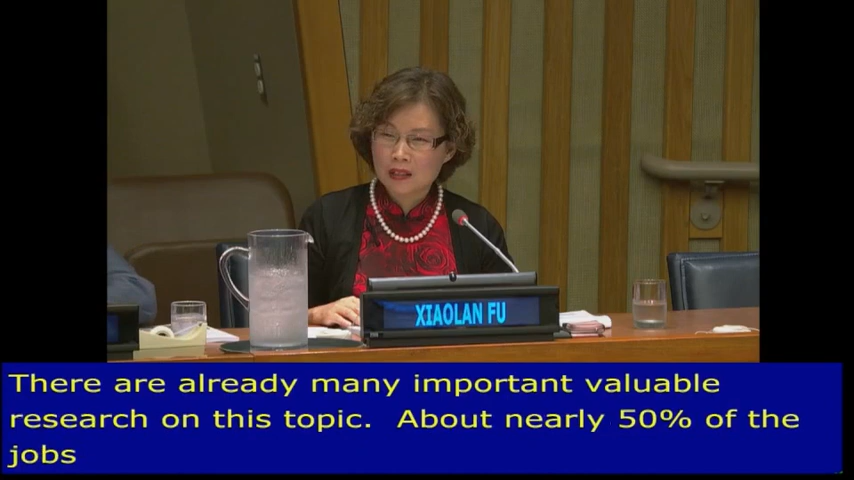 XIAOLAN FU
There are already many important valuable
research on this topic.  About nearly 50% of the
jobs